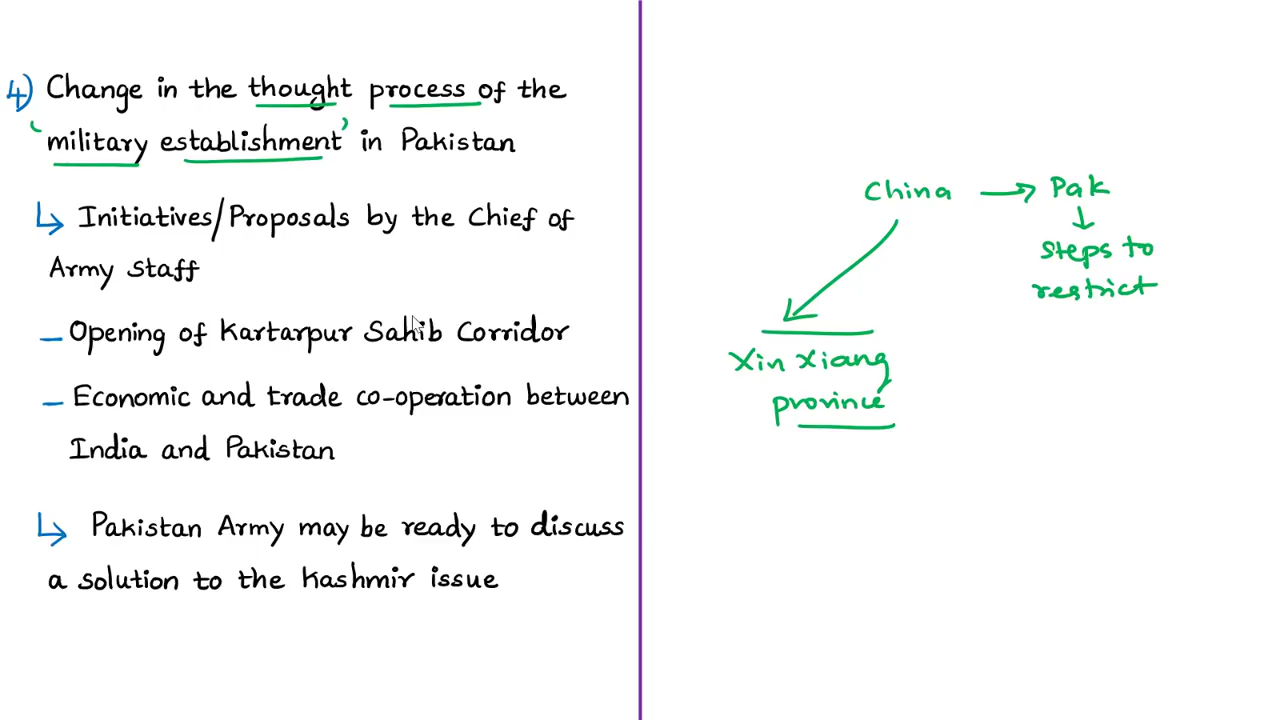 4) Change in the thought process of the
'military establishment' in Pakistan
↳ Initiatives/Proposals by the Chief of
Army staff
- Opening of Kartarpur Sahib Corridor
- Economic and trade co-operation between
India and Pakistan
↳ Pakistan Army may be ready to discuss
a solution to the Kashmir issue
China → Pak
↓
steps to
restrict
Xin Xiang
province